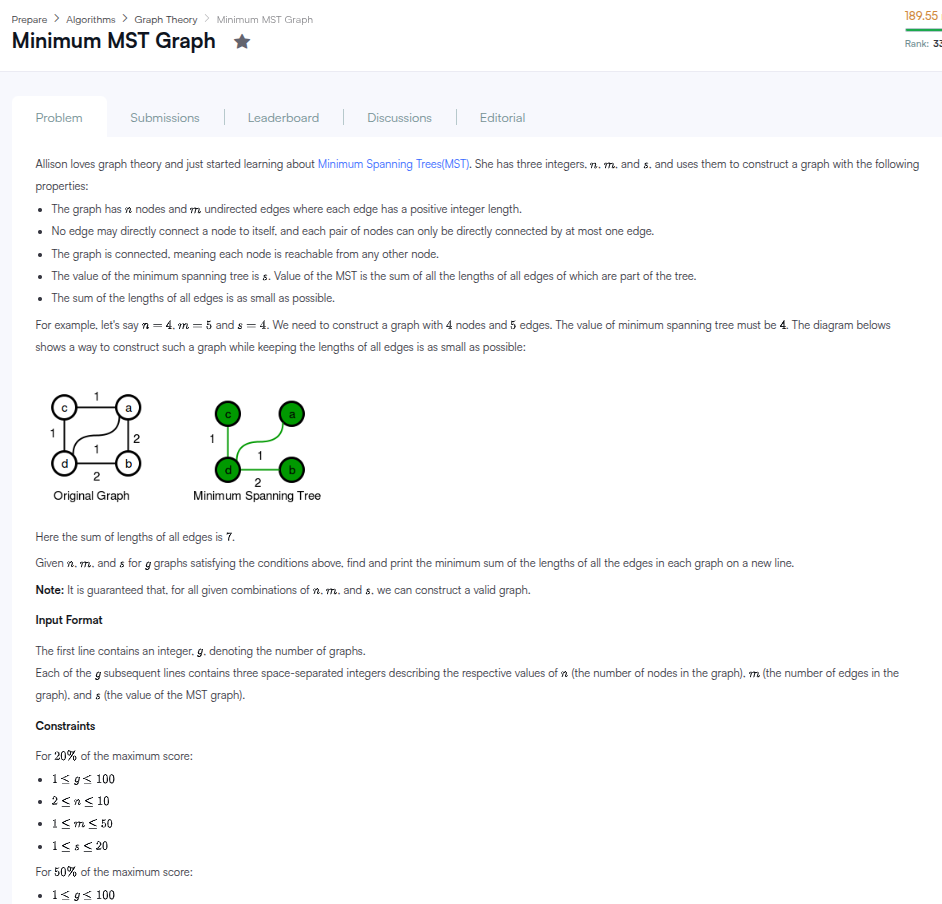 Prepare > Algorithms > Graph Theory > Minimum MST Graph
189.55
Minimum MST Graph
Rank: 33
Problem
Submissions
Leaderboard
Discussions
Editorial
Allison loves graph theory and just started learning about Minimum Spanning Trees(MST). She has three integers, n, m, and s, and uses them to construct a graph with the following
properties:
• The graph has n nodes and m undirected edges where each edge has a positive integer length.
• No edge may directly connect a node to itself, and each pair of nodes can only be directly connected by at most one edge.
• The graph is connected, meaning each node is reachable from any other node.
• The value of the minimum spanning tree is s. Value of the MST is the sum of all the lengths of all edges of which are part of the tree.
• The sum of the lengths of all edges is as small as possible.
For example, let's say n = 4, m = 5 and s = 4. We need to construct a graph with 4 nodes and 5 edges. The value of minimum spanning tree must be 4. The diagram belows
shows a way to construct such a graph while keeping the lengths of all edges is as small as possible:
1
c a
1 2
1
d b
2
Original Graph
c a
1
1
d b
2
Minimum Spanning Tree
Here the sum of lengths of all edges is 7.
Given n, m, and s for g graphs satisfying the conditions above, find and print the minimum sum of the lengths of all the edges in each graph on a new line.
Note: It is guaranteed that, for all given combinations of n, m, and s, we can construct a valid graph.
Input Format
The first line contains an integer, g, denoting the number of graphs.
Each of the g subsequent lines contains three space-separated integers describing the respective values of n (the number of nodes in the graph), m (the number of edges in the
graph), and s (the value of the MST graph).
Constraints
For 20% of the maximum score:
• 1 ≤ g ≤ 100
• 2 ≤ n ≤ 10
• 1 ≤ m ≤ 50
• 1 ≤ s ≤ 20
For 50% of the maximum score:
• 1 ≤ g ≤ 100